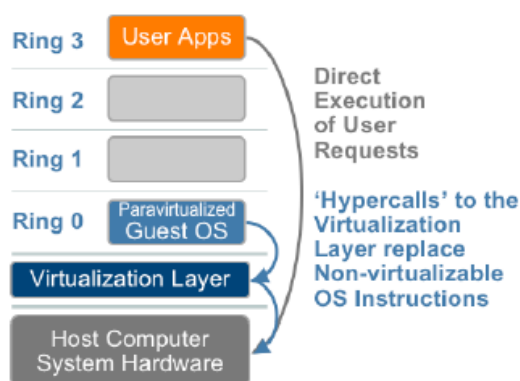 Ring 3
User Apps
Ring 2
Ring 1
Ring 0
Paravirtualized
Guest OS
Virtualization Layer
Host Computer
System Hardware
Direct
Execution
of User
Requests
‘Hypercalls’ to the
Virtualization
Layer replace
Non-virtualizable
OS Instructions